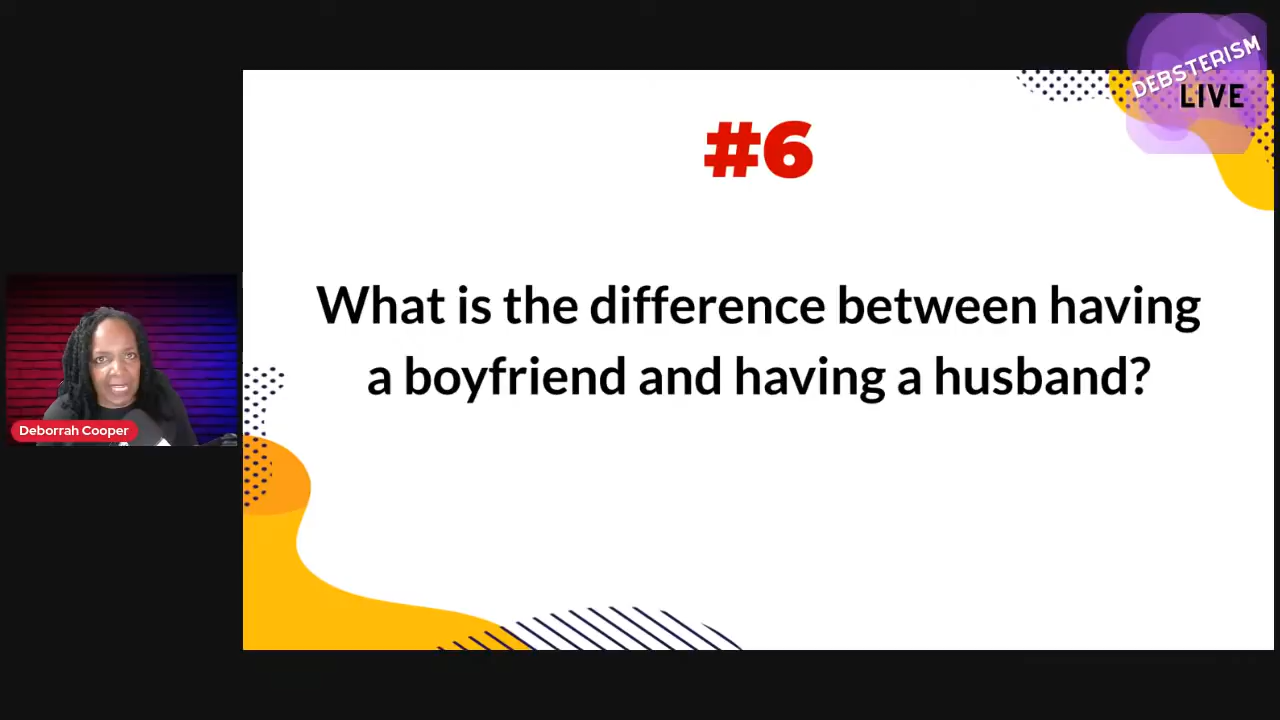 DEBSTERISM
LIVE
#6
What is the difference between having
a boyfriend and having a husband?
Deborrah Cooper